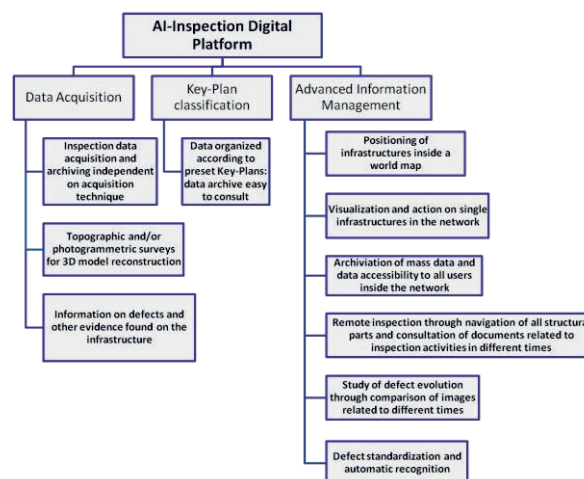 AI-Inspection Digital
Platform
Data Acquisition
Key-Plan
classification
Advanced Information
Management
Inspection data
acquisition and
archiving independent
on acquisition
technique
Topographic and/or
photogrammetric surveys
for 3D model reconstruction
Information on defects and
other evidence found on the
infrastructure
Data organized
according to
preset Key-Plans:
data archive easy
to consult
Positioning of
infrastructures inside a
world map
Visualization and action on single
infrastructures in the network
Archiviation of mass data and
data accessibility to all users
inside the network
Remote inspection through navigation of all structura
parts and consultation of documents related to
inspection activities in different times
Study of defect evolution
through comparison of images
related to different times
Defect standardization and
automatic recognition